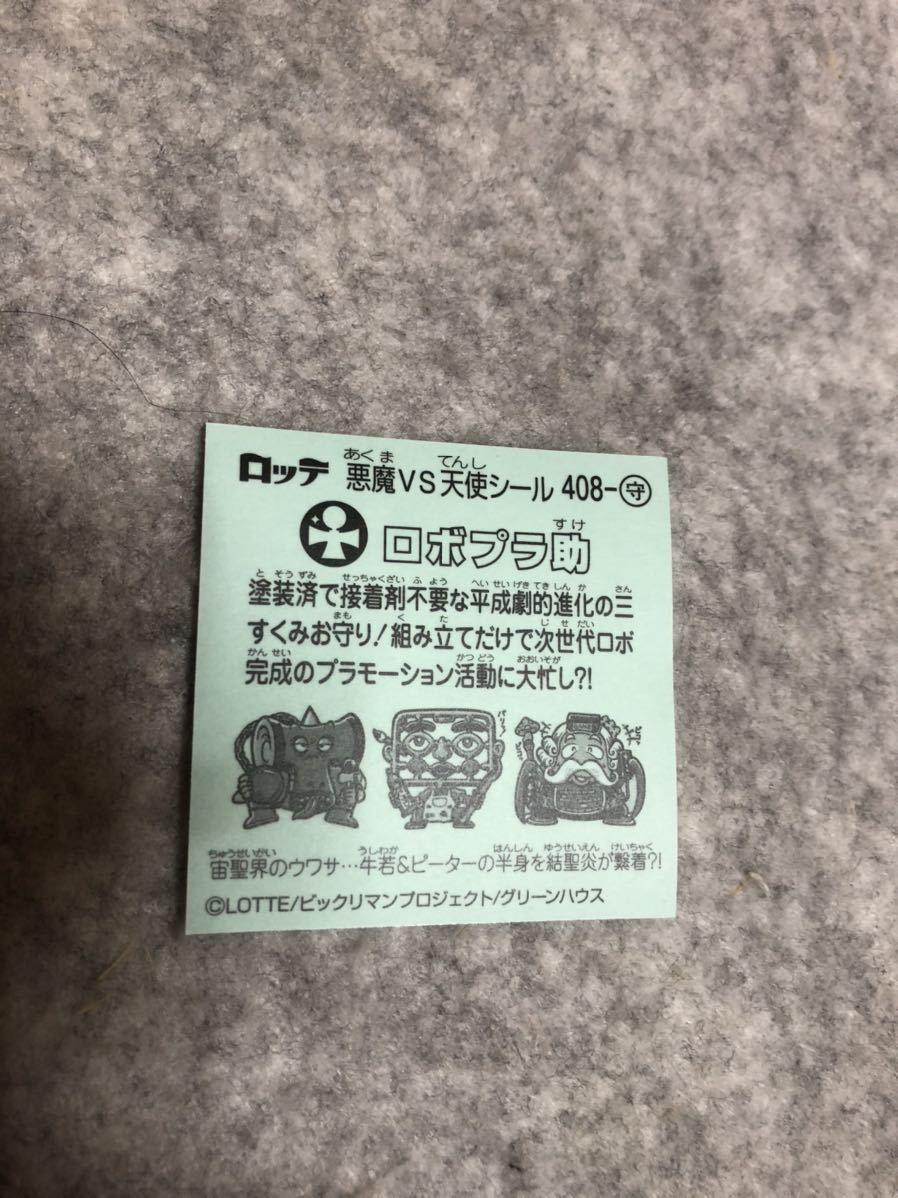 ロッテ 悪魔VS天使シール 408-守
ロボプラ助
塗装済で接着剤不要な平成劇的進化の三
すくみお守り！組み立てだけで次世代ロボ
完成のプラモーション活動に大忙し?!
宙聖界のウワサ…牛若&ピーターの半身を結聖炎が繋着?!
©LOTTE/ビックリマンプロジェクト/グリーンハウス